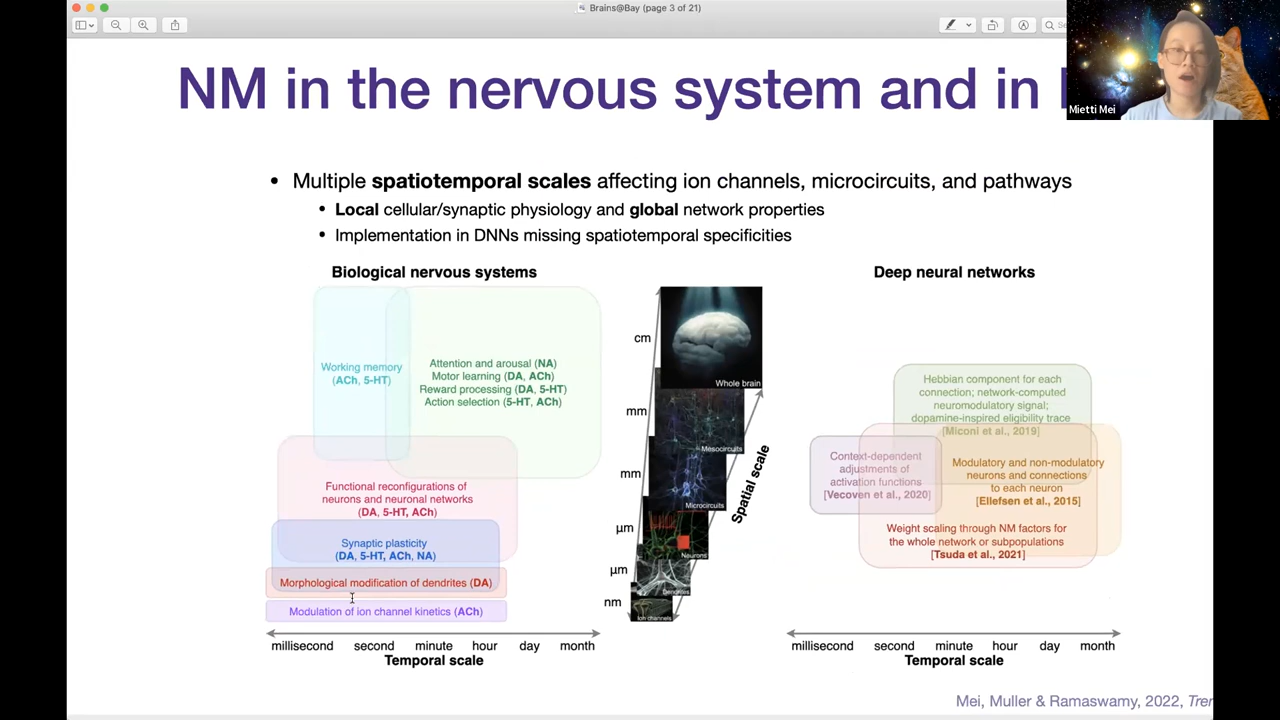 Brains@Bay (page 3 of 21)
Mietti Mei
NM in the nervous system and in
• Multiple spatiotemporal scales affecting ion channels, microcircuits, and pathways
• Local cellular/synaptic physiology and global network properties
• Implementation in DNNs missing spatiotemporal specificities
Biological nervous systems
Working memory
(ACh, 5-HT)
Attention and arousal (NA)
Motor learning (DA, ACh)
Reward processing (DA, 5-HT)
Action selection (5-HT, ACh)
Functional reconfigurations of
neurons and neuronal networks
(DA, 5-HT, ACh)
Synaptic plasticity
(DA, 5-HT, ACh, NA)
Morphological modification of dendrites (DA)
Modulation of ion channel kinetics (ACh)
millisecond second minute hour day month
Temporal scale
cm
mm
mm
µm
µm
nm
Whole brain
Mesocircuits
Microcircuits
Neurons
Dendrites
Ion channels
Spatial scale
Deep neural networks
Hebbian component for each
connection; network-computed
neuromodulatory signal;
dopamine-inspired eligibility trace
[Miconi et al., 2019]
Context-dependent
adjustments of
activation functions
[Vecoven et al., 2020]
Modulatory and non-modulatory
neurons and connections
to each neuron
[Ellefsen et al., 2015]
Weight scaling through NM factors for
the whole network or subpopulations
[Tsuda et al., 2021]
millisecond second minute hour day month
Temporal scale
Mei, Muller & Ramaswamy, 2022,